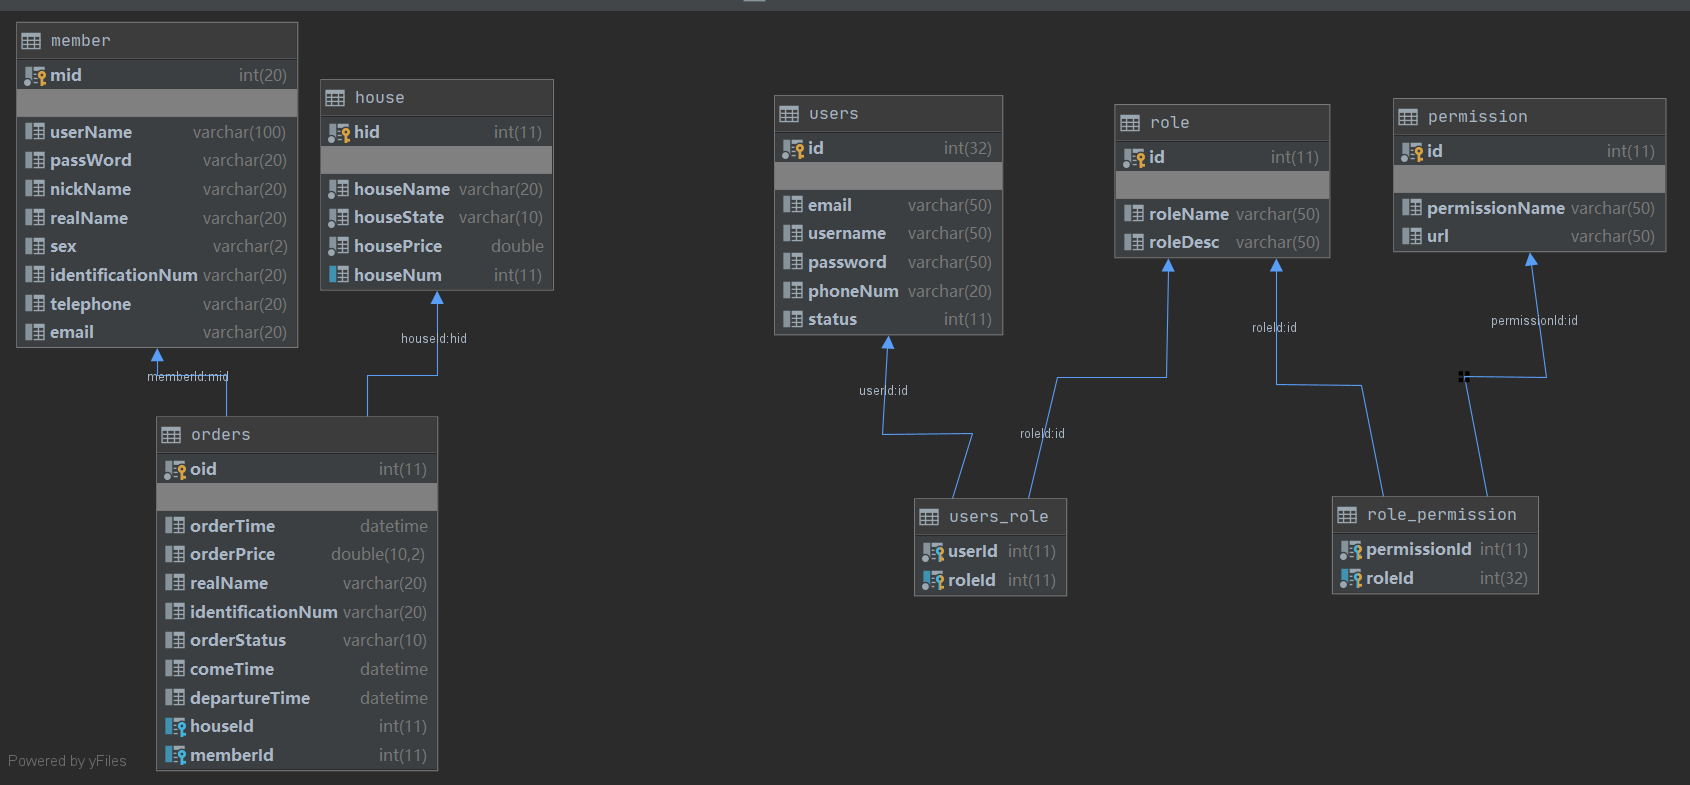 member
mid int(20)
userName varchar(100)
passWord varchar(20)
nickName varchar(20)
realName varchar(20)
sex varchar(2)
identificationNum varchar(20)
telephone varchar(20)
email varchar(20)
house
hid int(11)
houseName varchar(20)
houseState varchar(10)
housePrice double
houseNum int(11)
users
id int(32)
email varchar(50)
username varchar(50)
password varchar(50)
phoneNum varchar(20)
status int(11)
role
id int(11)
roleName varchar(50)
roleDesc varchar(50)
permission
id int(11)
permissionName varchar(50)
url varchar(50)
memberId:mid
houseId:hid
userId:id
roleId:id
roleId:id
permissionId:id
orders
oid int(11)
orderTime datetime
orderPrice double(10,2)
realName varchar(20)
identificationNum varchar(20)
orderStatus varchar(10)
comeTime datetime
departureTime datetime
houseId int(11)
memberId int(11)
users_role
userId int(11)
roleId int(11)
role_permission
permissionId int(11)
roleId int(32)
Powered by yFiles